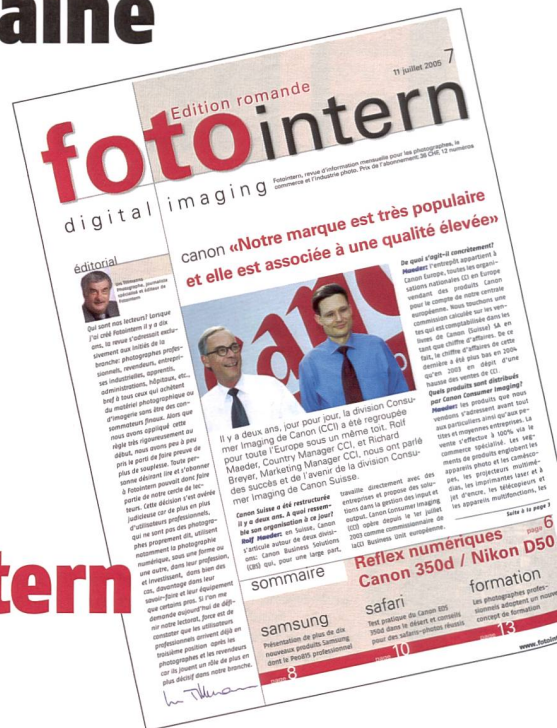 aine
tern
11 juillet 2005 7
Edition romande
fotointern
digital imaging
Fotointern, revue d'information mensuelle pour les photographes, le
commerce et l'industrie photo. Prix de l'abonnement: 36 CHF, 12 numéros
éditorial
Urs Tillmanns
Photographe, journaliste
spécialisé et éditeur de
Fotointern
Qui sont nos lecteurs? Lorsque
j'ai créé Fotointern il y a dix
ans, la revue s'adressait exclu-
sivement aux initiés de la
branche: photographes profes-
sionnels, revendeurs, entrepri-
ses industrielles, apprentis,
administrations, hôpitaux, etc.,
bref à tous ceux qui achètent
du matériel photographique ou
d'imagerie sans être des con-
sommateurs finaux. Alors que
nous avons appliqué cette
règle très rigoureusement au
début, nous avons peu à peu
pris le parti de faire preuve de
plus de souplesse. Toute per-
sonne désirant lire et s'abonner
à Fotointern pouvait donc faire
partie de notre cercle de lec-
teurs. Cette décision s'est avérée
judicieuse car de plus en plus
d'utilisateurs professionnels,
qui ne sont pas des photogra-
phes proprement dit, utilisent
notamment la photographie
numérique, sous une forme ou
une autre, dans leur profession,
et investissent, dans bien des
cas, davantage dans leur
savoir-faire et leur équipement
que certains pros. Si l'on me
demande aujourd'hui de défi-
nir notre lectorat, force est de
constater que les utilisateurs
professionnels arrivent déjà en
troisième position après les
photographes et les revendeurs
car ils jouent un rôle de plus en
plus décisif dans notre branche.
canon «Notre marque est très populaire
et elle est associée à une qualité élevée»
Il y a deux ans, jour pour jour, la division Consu-
mer Imaging de Canon (CCI) a été regroupée
pour toute l'Europe sous un même toit. Rolf
Maeder, Country Manager CCI, et Richard
Breyer, Marketing Manager CCI, nous ont parlé
des succès et de l'avenir de la division Consu-
mer Imaging de Canon Suisse.
Canon Suisse a été restructurée
il y a deux ans. A quoi ressem-
ble son organisation à ce jour?
Rolf Maeder: en Suisse, Canon
s'articule autour de deux divisi-
ons: Canon Business Solutions
(CBS) qui, pour une large part,
travaille directement avec des
entreprises et propose des solu-
tions dans la gestion des input et
output. Canon Consumer Imaging
(CCI) opère depuis le 1er juillet
2003 comme commissionnaire de
la CI Business Unit européenne.
De quoi s'agit-il concrètement?
Maeder: l'entrepôt appartient à
Canon Europe, toutes les organi-
sations nationales (CI) en Europe
vendant des produits Canon
pour le compte de notre centrale
européenne. Nous touchons une
commission calculée sur les ven-
tes qui est comptabilisée dans les
livres de Canon (Suisse) SA en
tant que chiffre d'affaires. De ce
fait, le chiffre d'affaires de cette
dernière a été plus bas en 2004
qu'en 2003 en dépit d'une
hausse des ventes de CCI.
Quels produits sont distribués
par Canon Consumer Imaging?
Maeder: les produits que nous
vendons s'adressent avant tout
aux particuliers ainsi qu'aux pe-
tites et moyennes entreprises. La
vente s'effectue à 100% via le
commerce spécialisé. Les seg-
ments de produits englobent les
appareils photo et les camésco-
pes, les projecteurs multimé-
dias, les imprimantes laser et à
jet d'encre, les télécopieurs et
les appareils multifonctions, les
Suite à la page 3
sommaire
Reflex numériques page 6
Canon 350d / Nikon D50
samsung
Présentation de plus de dix
nouveaux produits Samsung
dont le Pro815 professionnel
page 8
safari
Test pratique du Canon EOS
350d dans le désert et conseils
pour des safaris-photos réussis
page 10
formation
Les photographes profes-
sionnels adoptent un nouveau
concept de formation
page 13